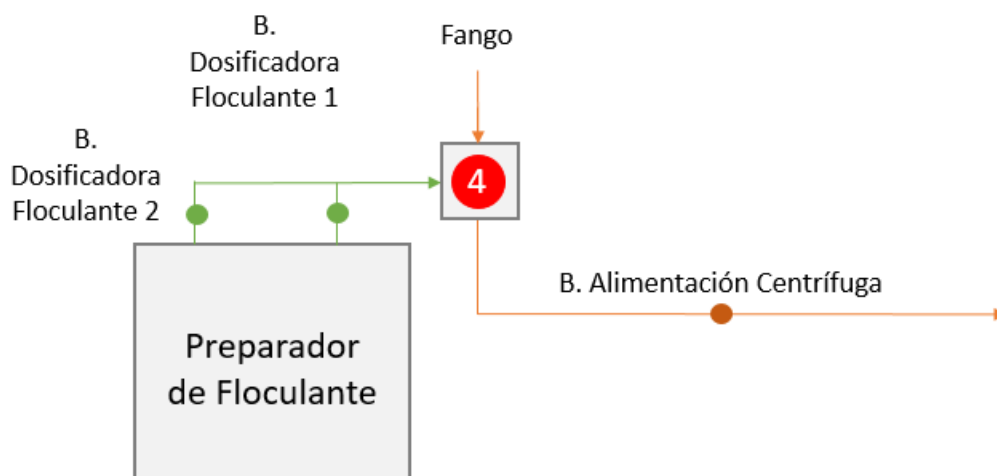 B.
Dosificadora
Floculante 1
Fango
B.
Dosificadora
Floculante 2
4
B. Alimentación Centrífuga
Preparador
de Floculante